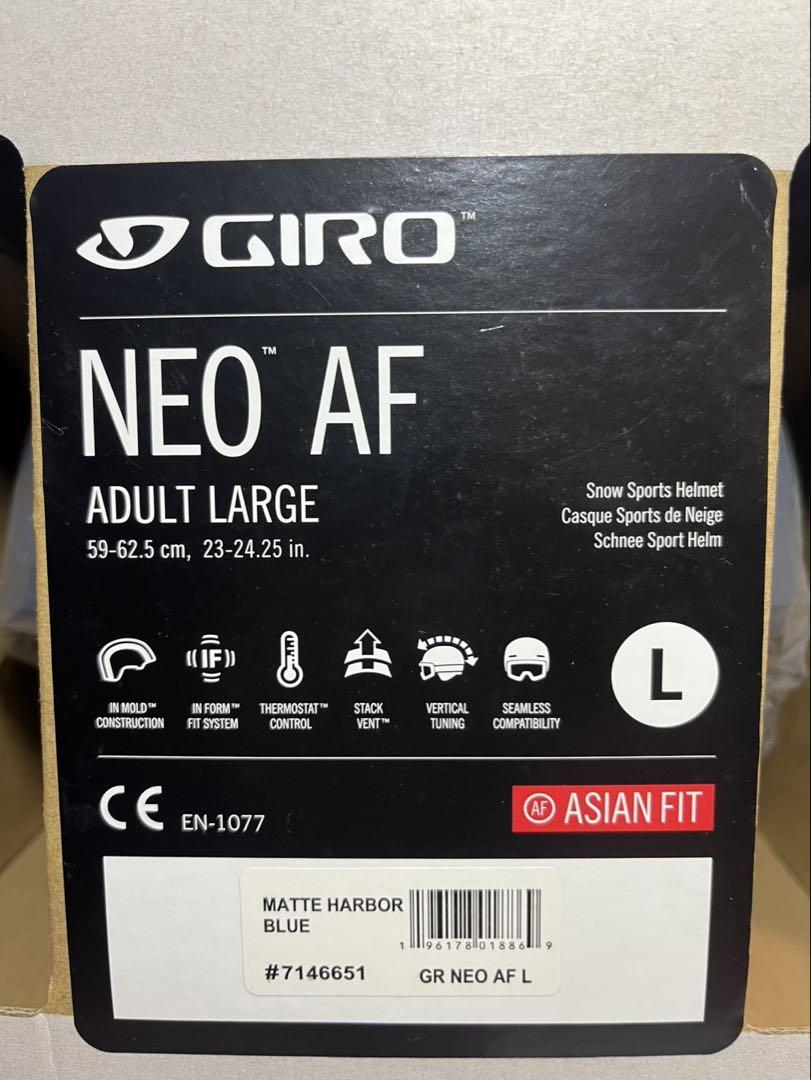 GIRO™
NEO™ AF
ADULT LARGE
59-62.5 cm, 23-24.25 in.
Snow Sports Helmet
Casque Sports de Neige
Schnee Sport Helm
IF
IN MOLD™
CONSTRUCTION
IN FORM™
FIT SYSTEM
THERMOSTAT™
CONTROL
STACK
VENT™
VERTICAL
TUNING
SEAMLESS
COMPATIBILITY
L
CE EN-1077
AF ASIAN FIT
MATTE HARBOR
BLUE
1 96178 01886 9
#7146651
GR NEO AF L